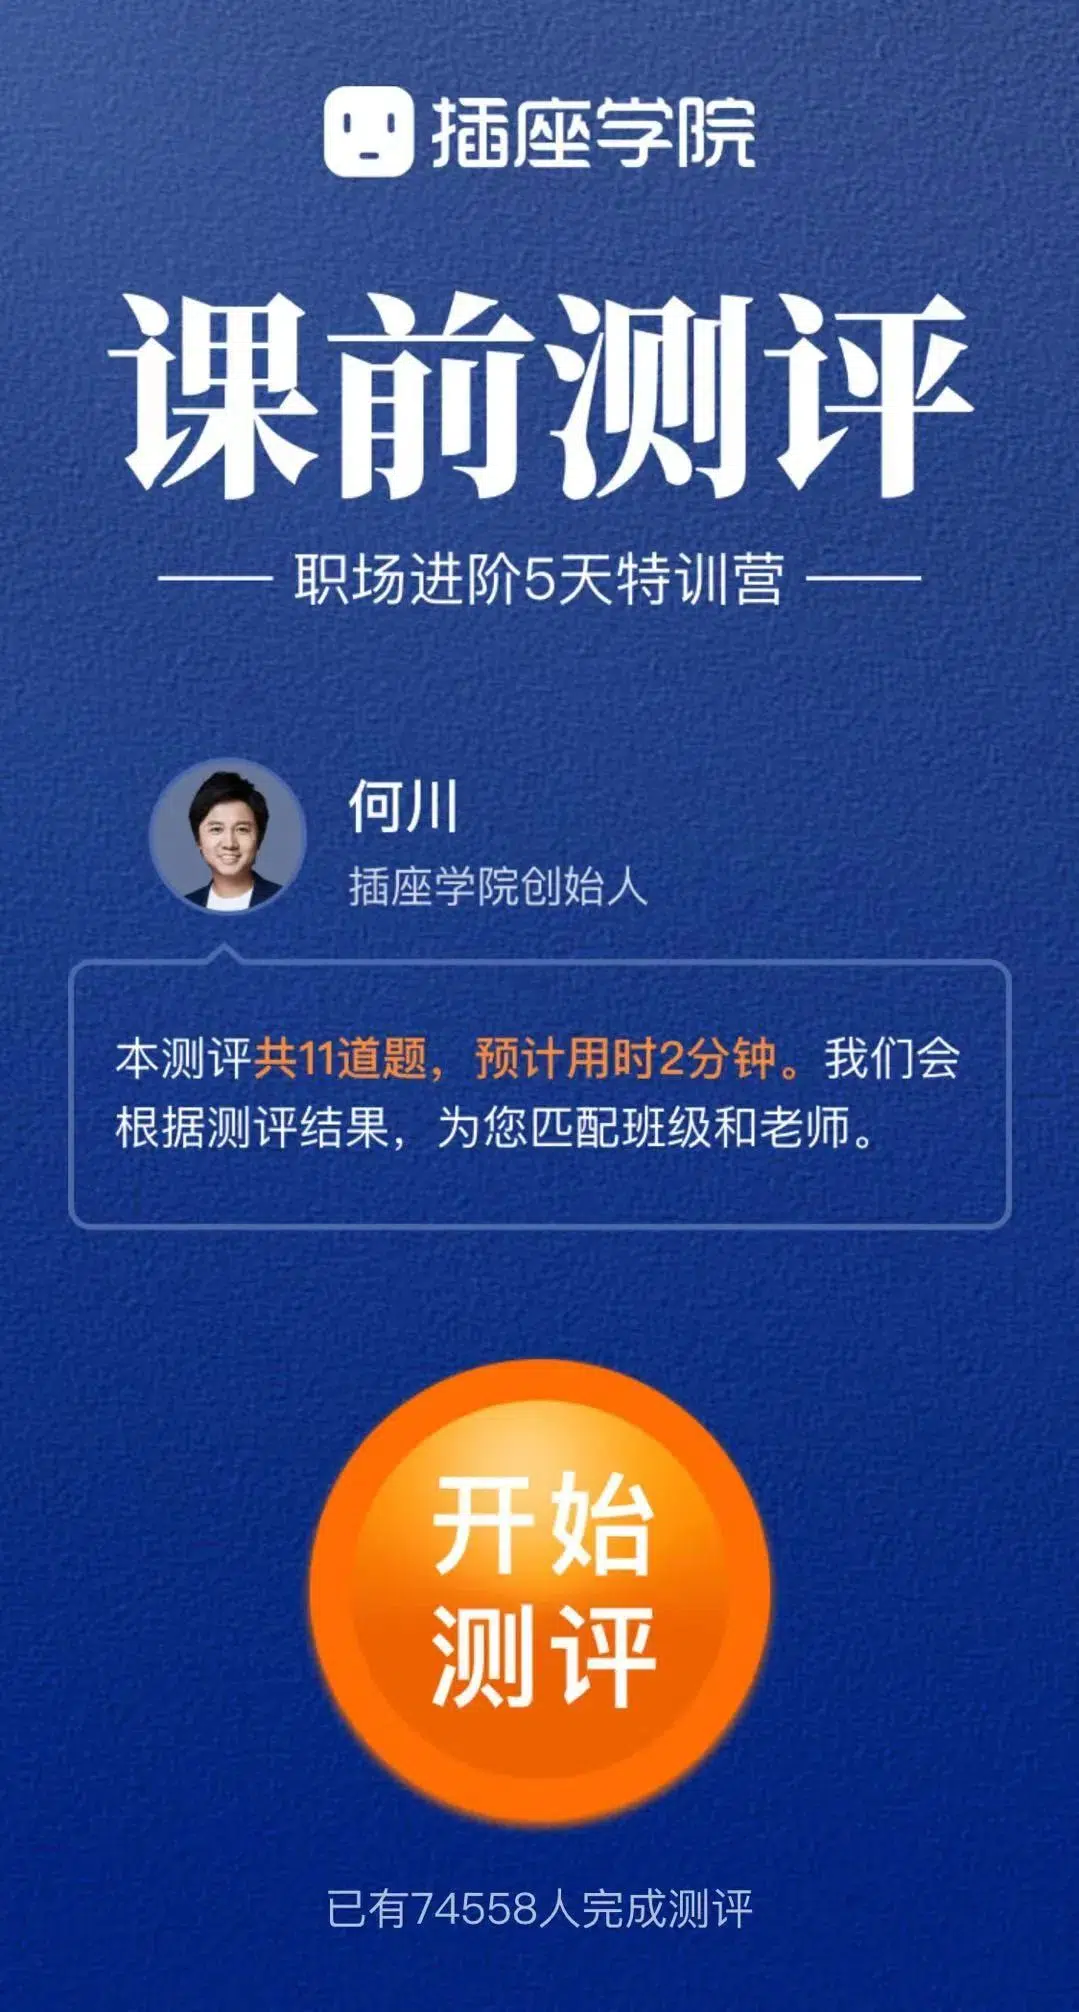 插座学院
课前测评
职场进阶5天特训营
何川
插座学院创始人
本测评共11道题，预计用时2分钟。我们会
根据测评结果，为您匹配班级和老师。
开始
测评
已有74558人完成测评